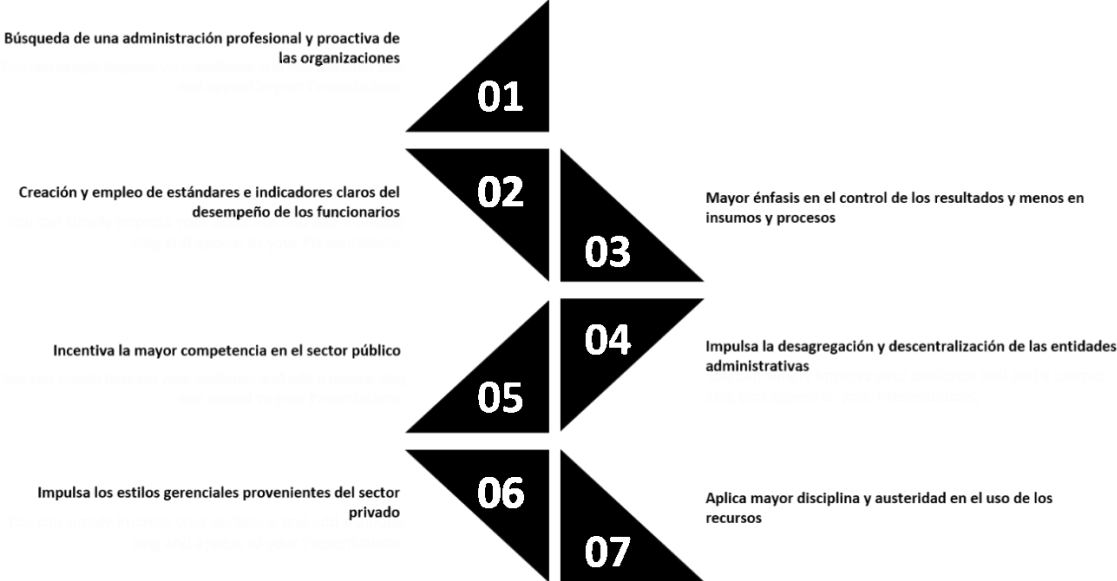 Búsqueda de una administración profesional y proactiva de
las organizaciones
01
Creación y empleo de estándares e indicadores claros del
desempeño de los funcionarios
02
Mayor énfasis en el control de los resultados y menos en
insumos y procesos
03
04
Impulsa la desagregación y descentralización de las entidades
administrativas
Incentiva la mayor competencia en el sector público
05
Impulsa los estilos gerenciales provenientes del sector
privado
06
Aplica mayor disciplina y austeridad en el uso de los
recursos
07